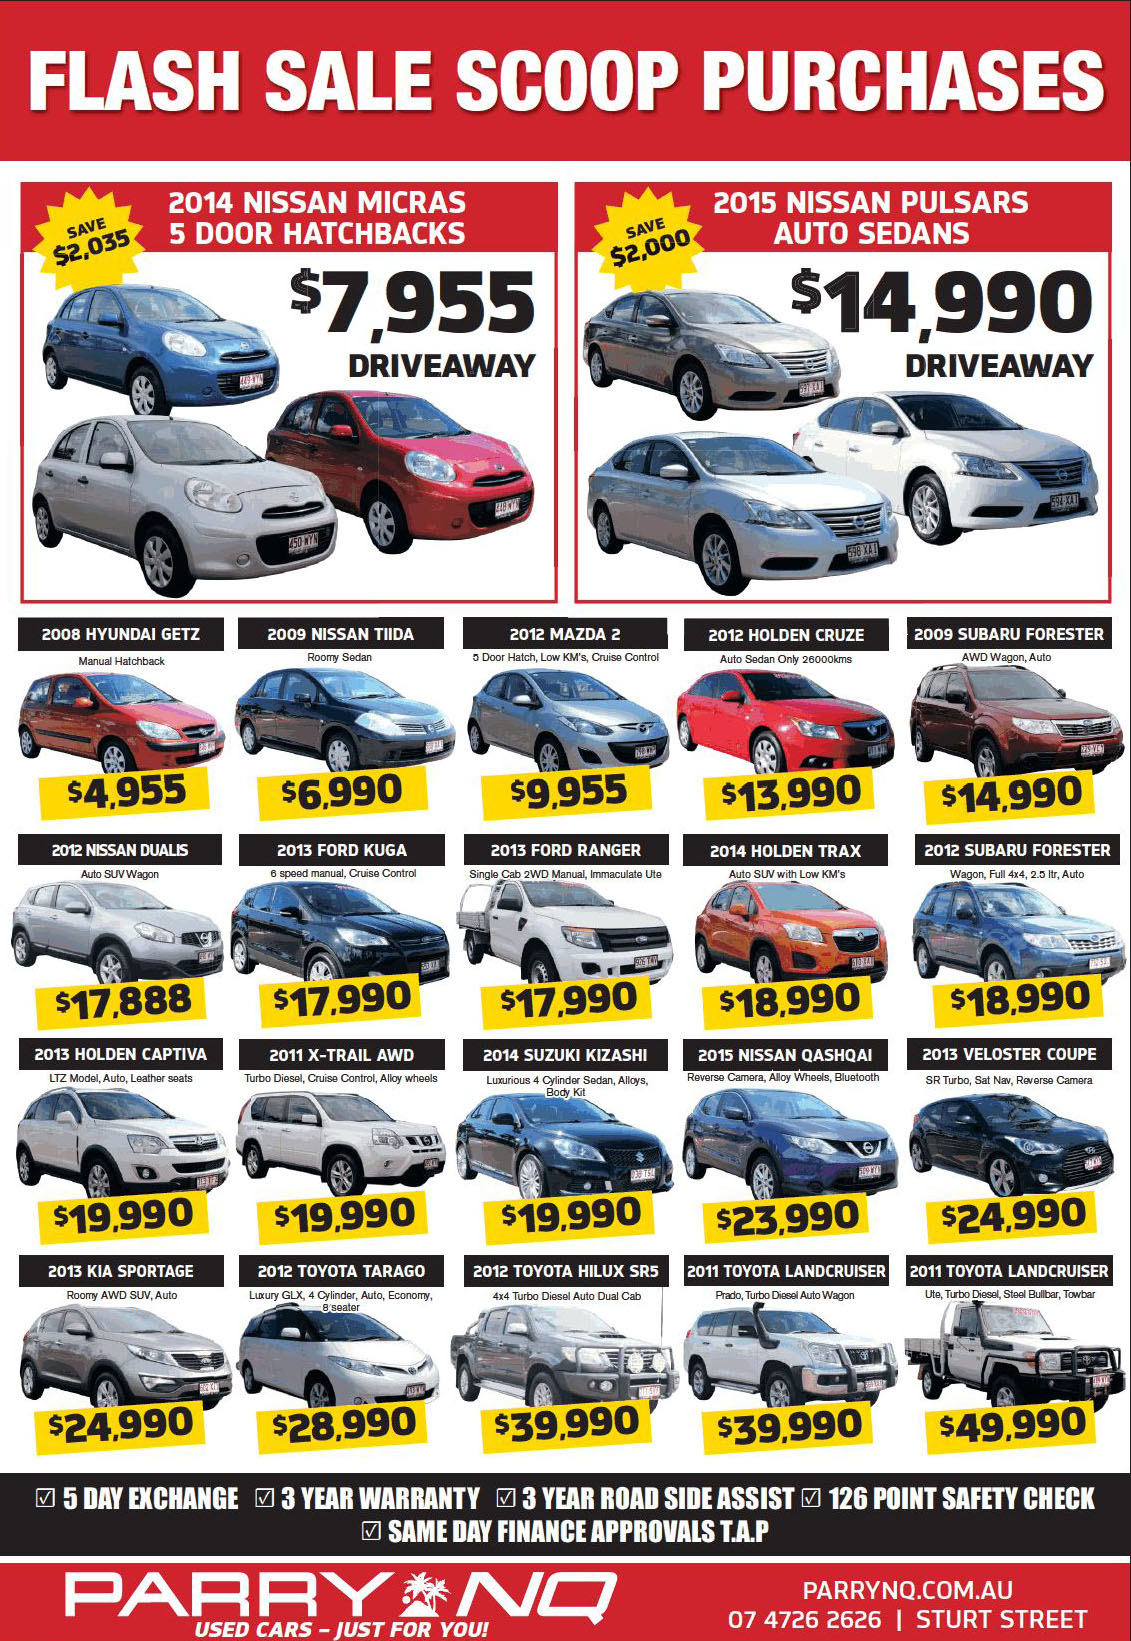 FLASH SALE SCOOP PURCHASES
SAVE
$2,035
2014 NISSAN MICRAS
5 DOOR HATCHBACKS
$7,955
DRIVEAWAY
449·WYN
448·WYN
450·WYN
SAVE
$2,000
2015 NISSAN PULSARS
AUTO SEDANS
$14,990
DRIVEAWAY
597·XAI
594·XAI
598·XAI
2008 HYUNDAI GETZ
Manual Hatchback
$4,955
2009 NISSAN TIIDA
Roomy Sedan
$6,990
2012 MAZDA 2
5 Door Hatch, Low KM's, Cruise Control
$9,955
2012 HOLDEN CRUZE
Auto Sedan Only 26000kms
$13,990
2009 SUBARU FORESTER
AWD Wagon, Auto
$14,990
2012 NISSAN DUALIS
Auto SUV Wagon
$17,888
2013 FORD KUGA
6 speed manual, Cruise Control
$17,990
2013 FORD RANGER
Single Cab 2WD Manual, Immaculate Ute
$17,990
2014 HOLDEN TRAX
Auto SUV with Low KM's
$18,990
2012 SUBARU FORESTER
Wagon, Full 4x4, 2.5 ltr, Auto
$18,990
2013 HOLDEN CAPTIVA
LTZ Model, Auto, Leather seats
$19,990
2011 X-TRAIL AWD
Turbo Diesel, Cruise Control, Alloy wheels
$19,990
2014 SUZUKI KIZASHI
Luxurious 4 Cylinder Sedan, Alloys,
Body Kit
$19,990
2015 NISSAN QASHQAI
Reverse Camera, Alloy Wheels, Bluetooth
$23,990
2013 VELOSTER COUPE
SR Turbo, Sat Nav, Reverse Camera
$24,990
2013 KIA SPORTAGE
Roomy AWD SUV, Auto
$24,990
2012 TOYOTA TARAGO
Luxury GLX, 4 Cylinder, Auto, Economy,
8 seater
$28,990
2012 TOYOTA HILUX SR5
4x4 Turbo Diesel Auto Dual Cab
$39,990
2011 TOYOTA LANDCRUISER
Prado, Turbo Diesel Auto Wagon
$39,990
2011 TOYOTA LANDCRUISER
Ute, Turbo Diesel, Steel Bullbar, Towbar
$49,990
☑ 5 DAY EXCHANGE ☑ 3 YEAR WARRANTY ☑ 3 YEAR ROAD SIDE ASSIST ☑ 126 POINT SAFETY CHECK
☑ SAME DAY FINANCE APPROVALS T.A.P
PARRY NQ
USED CARS – JUST FOR YOU!
PARRYNQ.COM.AU
07 4726 2626 | STURT STREET